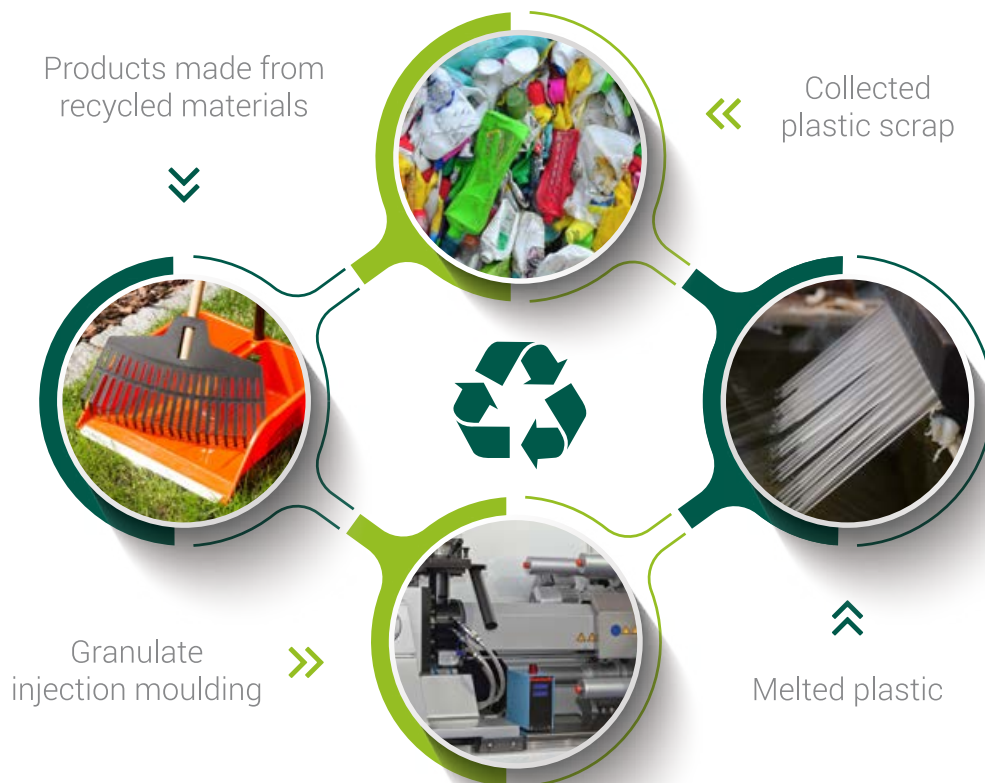 Products made from
recycled materials
Collected
plastic scrap
Granulate
injection moulding
Melted plastic